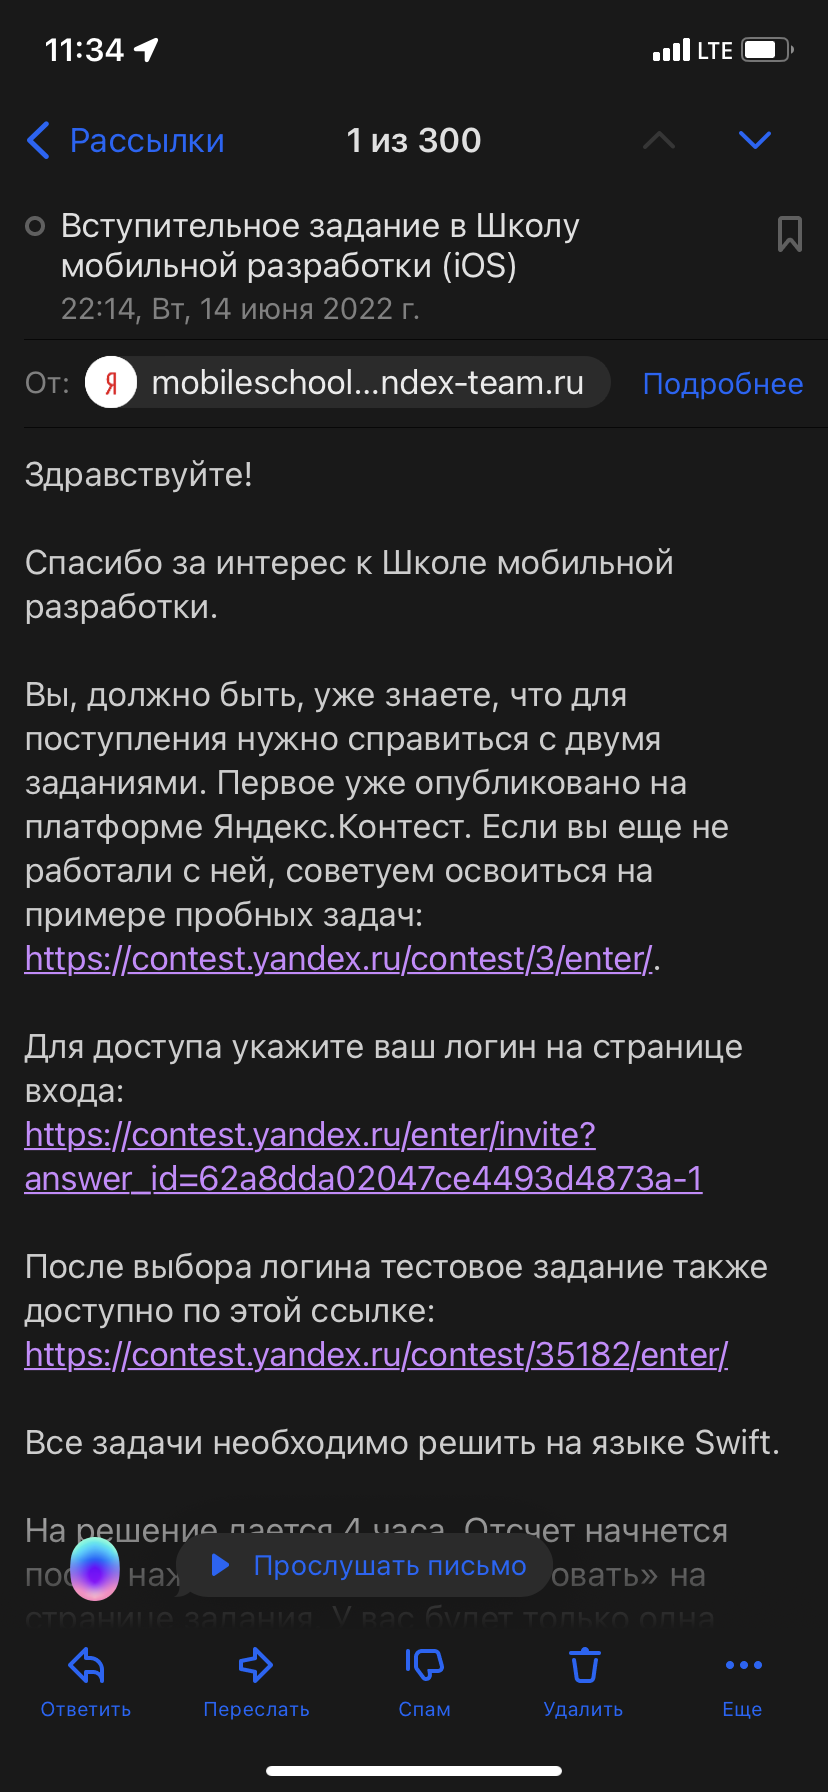 11:34
LTE
Рассылки
1 из 300
Вступительное задание в Школу
мобильной разработки (iOS)
22:14, Вт, 14 июня 2022 г.
От: Я mobileschool...ndex-team.ru Подробнее
Здравствуйте!
Спасибо за интерес к Школе мобильной
разработки.
Вы, должно быть, уже знаете, что для
поступления нужно справиться с двумя
заданиями. Первое уже опубликовано на
платформе Яндекс.Контест. Если вы еще не
работали с ней, советуем освоиться на
примере пробных задач:
https://contest.yandex.ru/contest/3/enter/.
Для доступа укажите ваш логин на странице
входа:
https://contest.yandex.ru/enter/invite?
answer_id=62a8dda02047ce4493d4873a-1
После выбора логина тестовое задание также
доступно по этой ссылке:
https://contest.yandex.ru/contest/35182/enter/
Все задачи необходимо решить на языке Swift.
На решение дается 4 часа. Отсчет начнется
Прослушать письмо
овать» на
странице задания. У вас будет только одна
Ответить
Переслать
Спам
Удалить
Еще